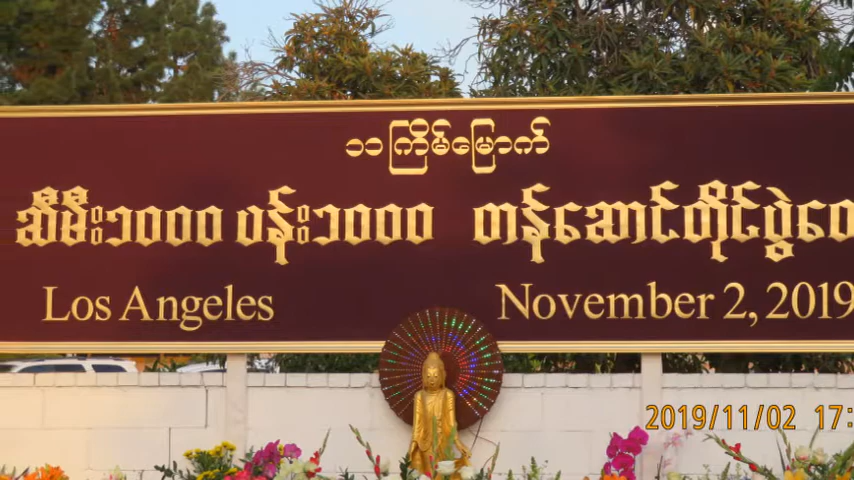 ၁၁ ကြိမ်မြောက်
ဆီမီး၁၀၀၀ ပန်း၁၀၀၀ တန်ဆောင်တိုင်ပွဲ
Los Angeles
November 2, 2019
2019/11/02 17: